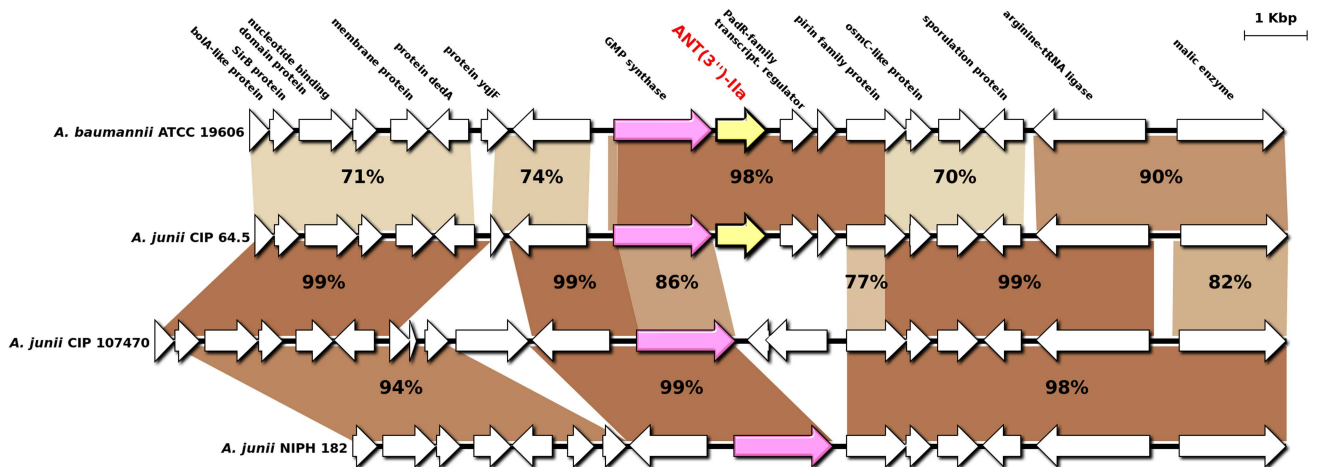 bolA-like protein
SlrB protein
nucleotide binding
domain protein
membrane protein
protein dedA
protein yqjF
GMP synthase
ANT(3'')-IIa
PadR-family
transcript. regulator
pirin family protein
osmC-like protein
sporulation protein
arginine-tRNA ligase
malic enzyme
1 Kbp
A. baumannii ATCC 19606
71%
74%
98%
70%
90%
A. junii CIP 64.5
99%
99%
86%
77%
99%
82%
A. junii CIP 107470
94%
99%
98%
A. junii NIPH 182